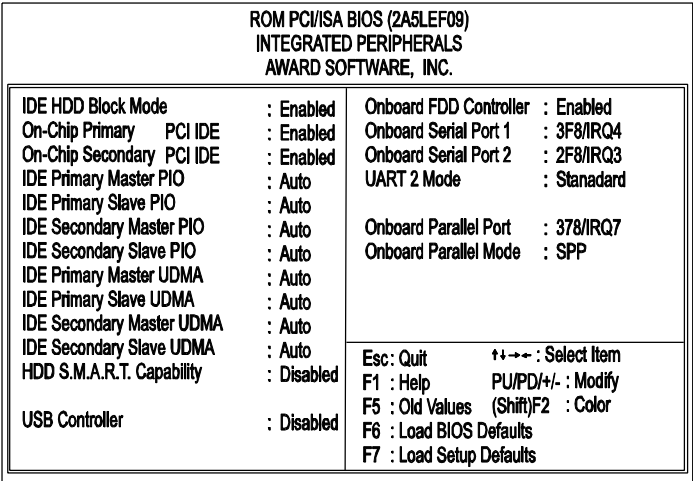 ROM PCI/ISA BIOS (2A5LEF09)
INTEGRATED PERIPHERALS
AWARD SOFTWARE, INC.
IDE HDD Block Mode : Enabled
On-Chip Primary PCI IDE : Enabled
On-Chip Secondary PCI IDE : Enabled
IDE Primary Master PIO : Auto
IDE Primary Slave PIO : Auto
IDE Secondary Master PIO : Auto
IDE Secondary Slave PIO : Auto
IDE Primary Master UDMA : Auto
IDE Primary Slave UDMA : Auto
IDE Secondary Master UDMA : Auto
IDE Secondary Slave UDMA : Auto
HDD S.M.A.R.T. Capability : Disabled
USB Controller : Disabled
Onboard FDD Controller : Enabled
Onboard Serial Port 1 : 3F8/IRQ4
Onboard Serial Port 2 : 2F8/IRQ3
UART 2 Mode : Stanadard
Onboard Parallel Port : 378/IRQ7
Onboard Parallel Mode : SPP
Esc : Quit ↑↓→← : Select Item
F1 : Help PU/PD/+/- : Modify
F5 : Old Values (Shift)F2 : Color
F6 : Load BIOS Defaults
F7 : Load Setup Defaults